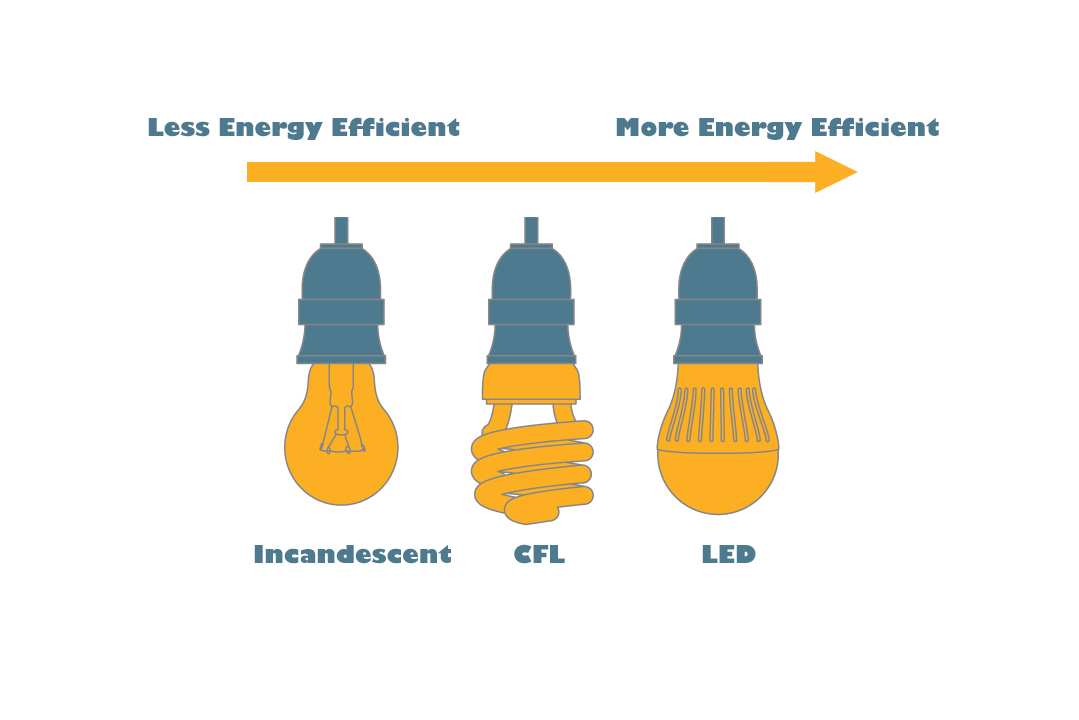 Less Energy Efficient
More Energy Efficient
Incandescent
CFL
LED